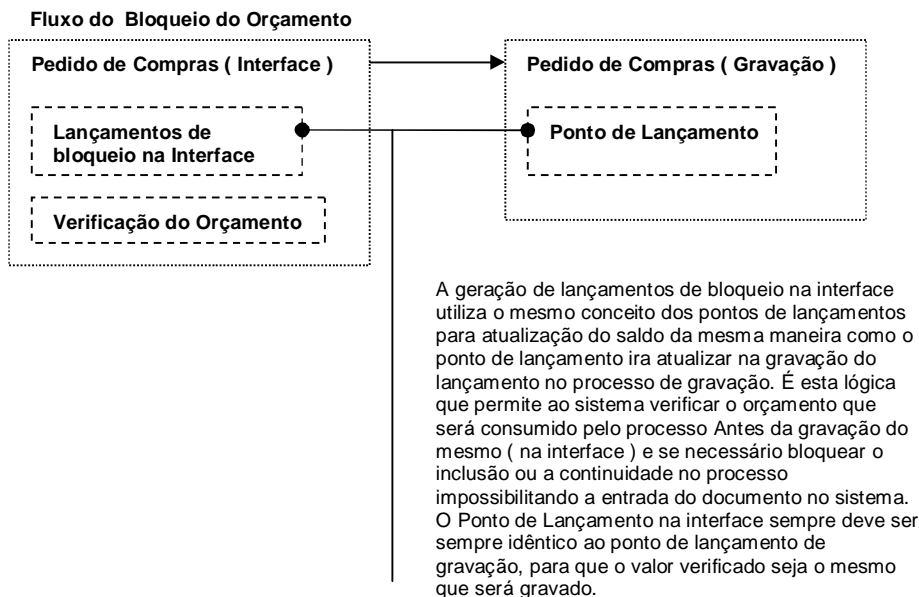 Fluxo do  Bloqueio do Orçamento
Pedido de Compras ( Interface )
Lançamentos de
bloqueio na Interface
Verificação do Orçamento
Pedido de Compras ( Gravação )
Ponto de Lançamento
A geração de lançamentos de bloqueio na interface
utiliza o mesmo conceito dos pontos de lançamentos
para atualização do saldo da mesma maneira como o
ponto de lançamento ira atualizar na gravação do
lançamento no processo de gravação. É esta lógica
que permite ao sistema verificar o orçamento que
será consumido pelo processo Antes da gravação do
mesmo ( na interface ) e se necessário bloquear o
inclusão ou a continuidade no processo
impossibilitando a entrada do documento no sistema.
O Ponto de Lançamento na interface sempre deve ser
sempre idêntico ao ponto de lançamento de
gravação, para que o valor verificado seja o mesmo
que será gravado.